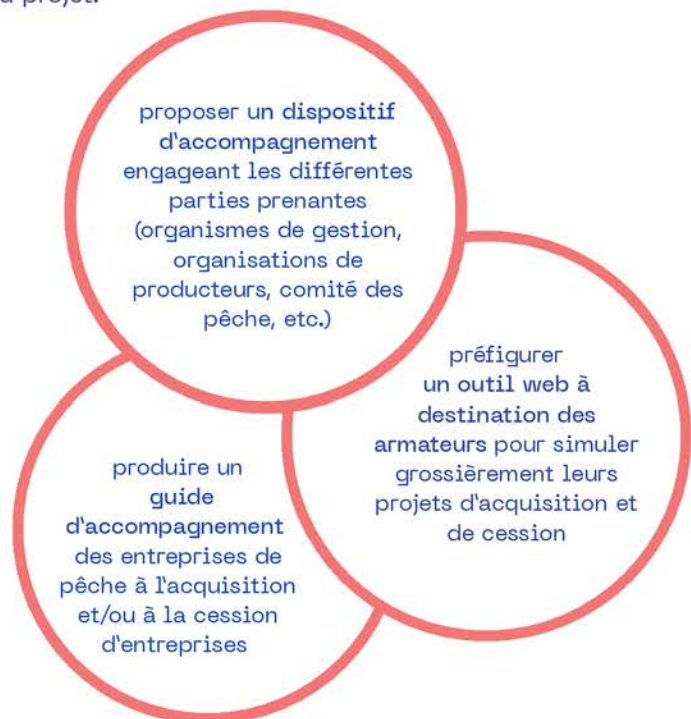 projet.
proposer un dispositif
d'accompagnement
engageant les différentes
parties prenantes
(organismes de gestion,
organisations de
producteurs, comité des
pêche, etc.)
préfigurer
un outil web à
destination des
armateurs pour simuler
grossièrement leurs
projets d'acquisition et
de cession
produire un
guide
d'accompagnement
des entreprises de
pêche à l'acquisition
et/ou à la cession
d'entreprises